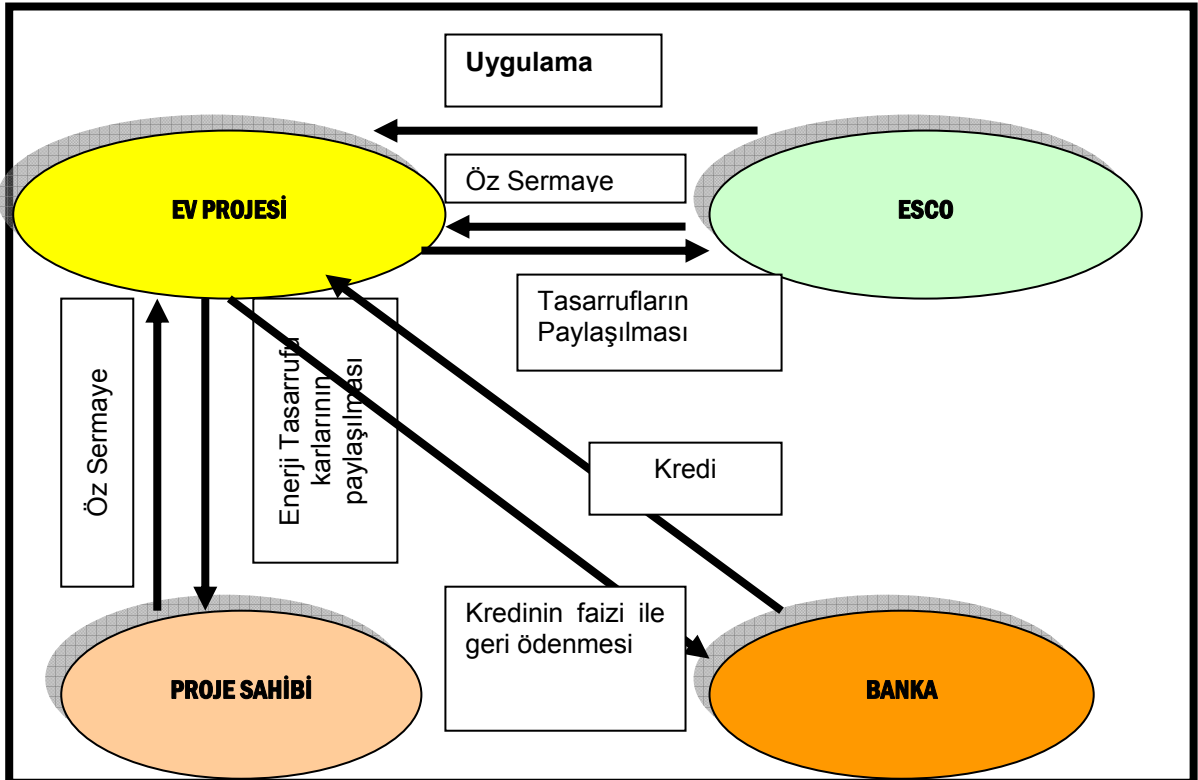 Uygulama
EV PROJESİ
Öz Sermaye
ESCO
Tasarrufların
Paylaşılması
Öz Sermaye
Enerji Tasarrufu
karlarının
paylaşılması
Kredi
Kredinin faizi ile
geri ödenmesi
PROJE SAHİBİ
BANKA